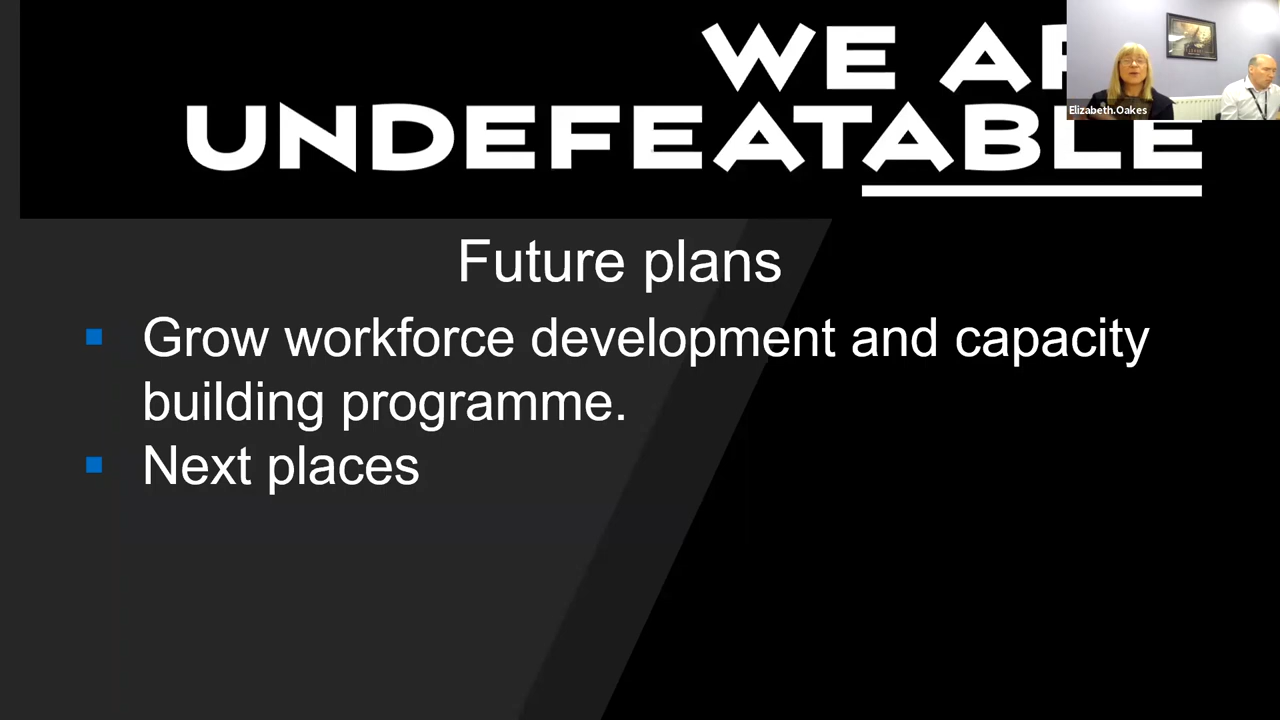 WE AR
UNDEFEATABLE
Elizabeth.Oakes
Future plans
Grow workforce development and capacity
building programme.
Next places